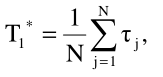 T₁* = 1/N ∑_{j=1}^{N} τ_j,